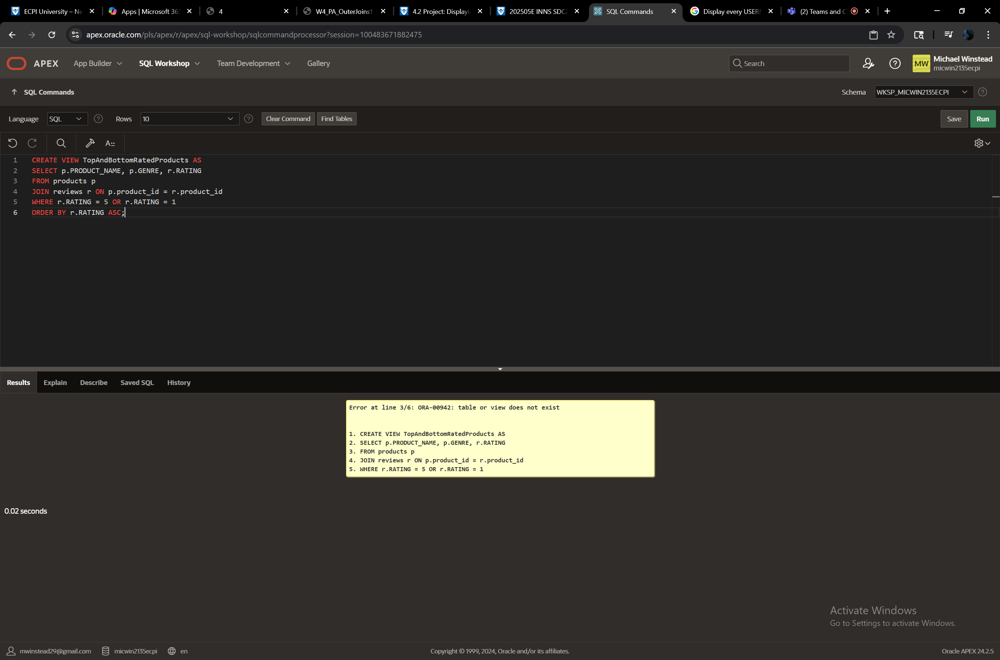 ECPI University – Ne
Apps | Microsoft 365
4
W4_PA_OuterJoins1
4.2 Project: Displayin
202505E INNS SDC2
SQL Commands
Display every USERN
(2) Teams and C
apex.oracle.com/pls/apex/r/apex/sql-workshop/sqlcommandprocessor?session=100483671882475
APEX
App Builder
SQL Workshop
Team Development
Gallery
Search
MW
Michael Winstead
micwin2135ecpi
SQL Commands
Schema
WKSP_MICWIN2135ECPI
Language
SQL
Rows
10
Clear Command
Find Tables
Save
Run
1 CREATE VIEW TopAndBottomRatedProducts AS
2 SELECT p.PRODUCT_NAME, p.GENRE, r.RATING
3 FROM products p
4 JOIN reviews r ON p.product_id = r.product_id
5 WHERE r.RATING = 5 OR r.RATING = 1
6 ORDER BY r.RATING ASC;
Results
Explain
Describe
Saved SQL
History
Error at line 3/6: ORA-00942: table or view does not exist
1. CREATE VIEW TopAndBottomRatedProducts AS
2. SELECT p.PRODUCT_NAME, p.GENRE, r.RATING
3. FROM products p
4. JOIN reviews r ON p.product_id = r.product_id
5. WHERE r.RATING = 5 OR r.RATING = 1
0.02 seconds
Activate Windows
Go to Settings to activate Windows.
mwinstead29@gmail.com
micwin2135ecpi
en
Copyright © 1999, 2024, Oracle and/or its affiliates.
Oracle APEX 24.2.5